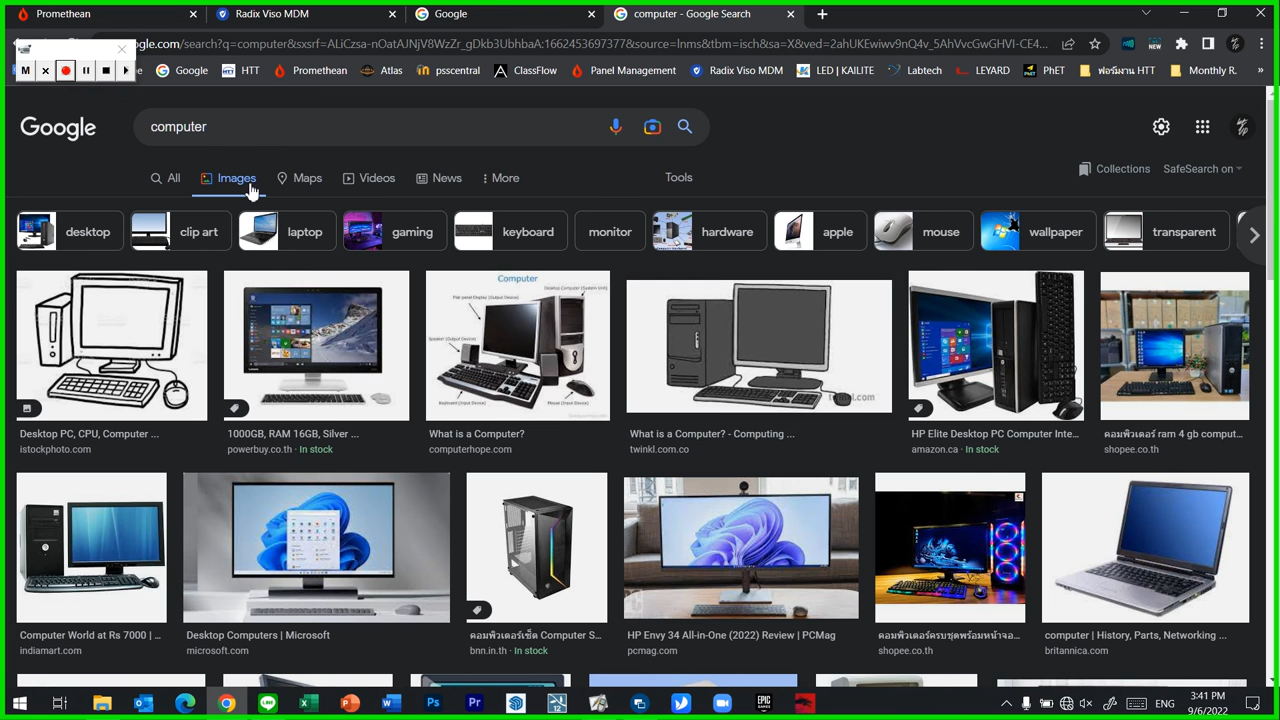 Promethean
Radix Viso MDM
Google
computer - Google Search
gle.com/search?q=computer&sxsrf=ALiCzsa-nOatAJNjV8WzZr_gDkb3UDhbaA:1662453697377&source=lnms&tbm=isch&sa=X&ved=2ahUKEwiwv9nQ4v_5AhVvcGwGHVI-CE4...
M
Google
HTT
Promethean
Atlas
psscentral
ClassFlow
Panel Management
Radix Viso MDM
LED | KAILITE
Labtech
LEYARD
PhET
ฟอร์มงาน HTT
Monthly R.
Google
computer
All
Images
Maps
Videos
News
More
Tools
Collections
SafeSearch on
desktop
clip art
laptop
gaming
keyboard
monitor
hardware
apple
mouse
wallpaper
transparent
Computer
twinkl.com
Desktop PC, CPU, Computer ...
istockphoto.com
1000GB, RAM 16GB, Silver ...
powerbuy.co.th · In stock
What is a Computer?
computerhope.com
What is a Computer? - Computing ...
twinkl.com.co
HP Elite Desktop PC Computer Inte...
amazon.ca · In stock
คอมพิวเตอร์ ram 4 gb comput...
shopee.co.th
Computer World at Rs 7000 | ...
indiamart.com
Desktop Computers | Microsoft
microsoft.com
คอมพิวเตอร์เซ็ต Computer S...
bnn.in.th · In stock
HP Envy 34 All-in-One (2022) Review | PCMag
pcmag.com
คอมพิวเตอร์ครบชุดพร้อมหน้าจอ...
shopee.co.th
computer | History, Parts, Networking ...
britannica.com
ENG
3:41 PM
9/6/2022